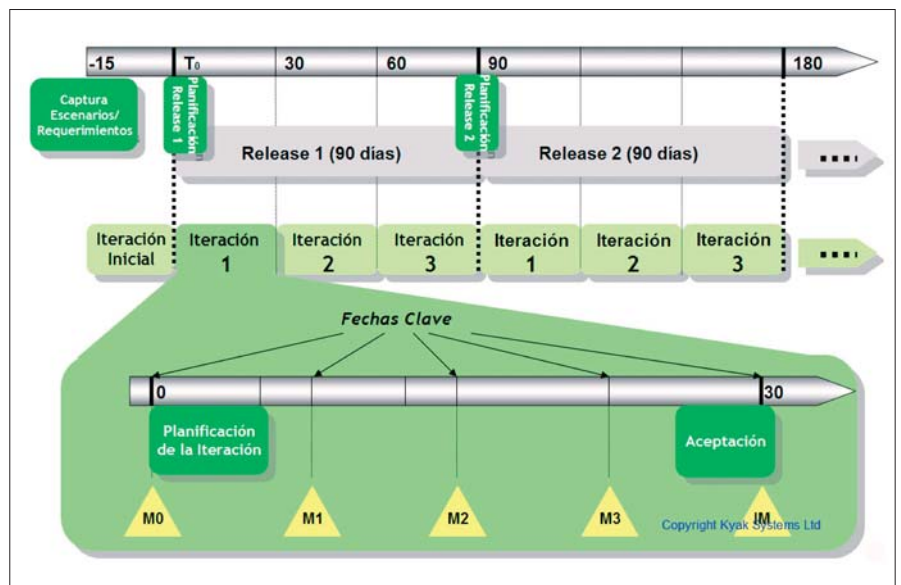 -15 T0 30 60 90 180
Captura
Escenarios/
Requerimientos
Planificación
Release 1
Planificación
Release 2
Release 1 (90 días)
Release 2 (90 días)
Iteración
Inicial
Iteración
1
Iteración
2
Iteración
3
Iteración
1
Iteración
2
Iteración
3
Fechas Clave
0 30
Planificación
de la Iteración
Aceptación
M0 M1 M2 M3 IM
Copyright Kyak Systems Ltd